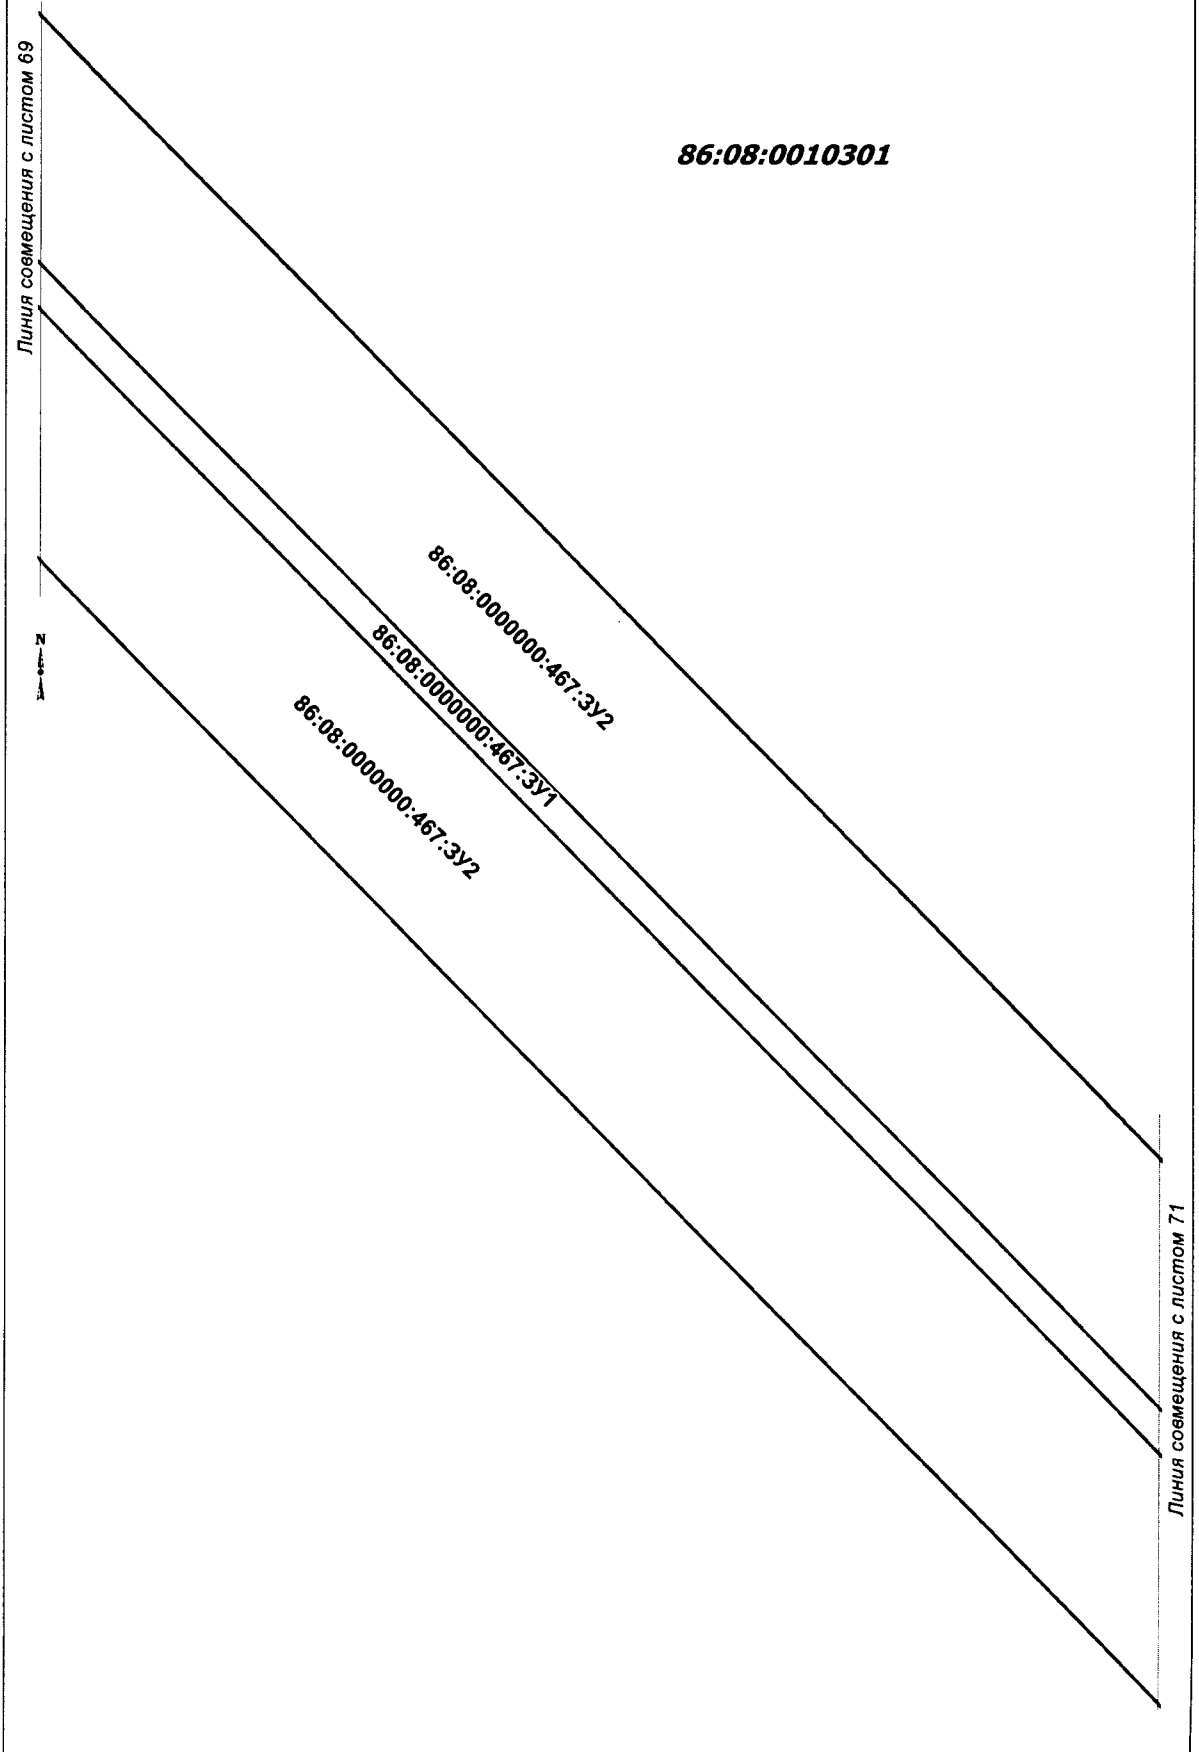 Линия совмещения с листом 69
86:08:0010301
N
86:08:0000000:467:ЗУ2
86:08:0000000:467:ЗУ1
86:08:0000000:467:ЗУ2
Линия совмещения с листом 71